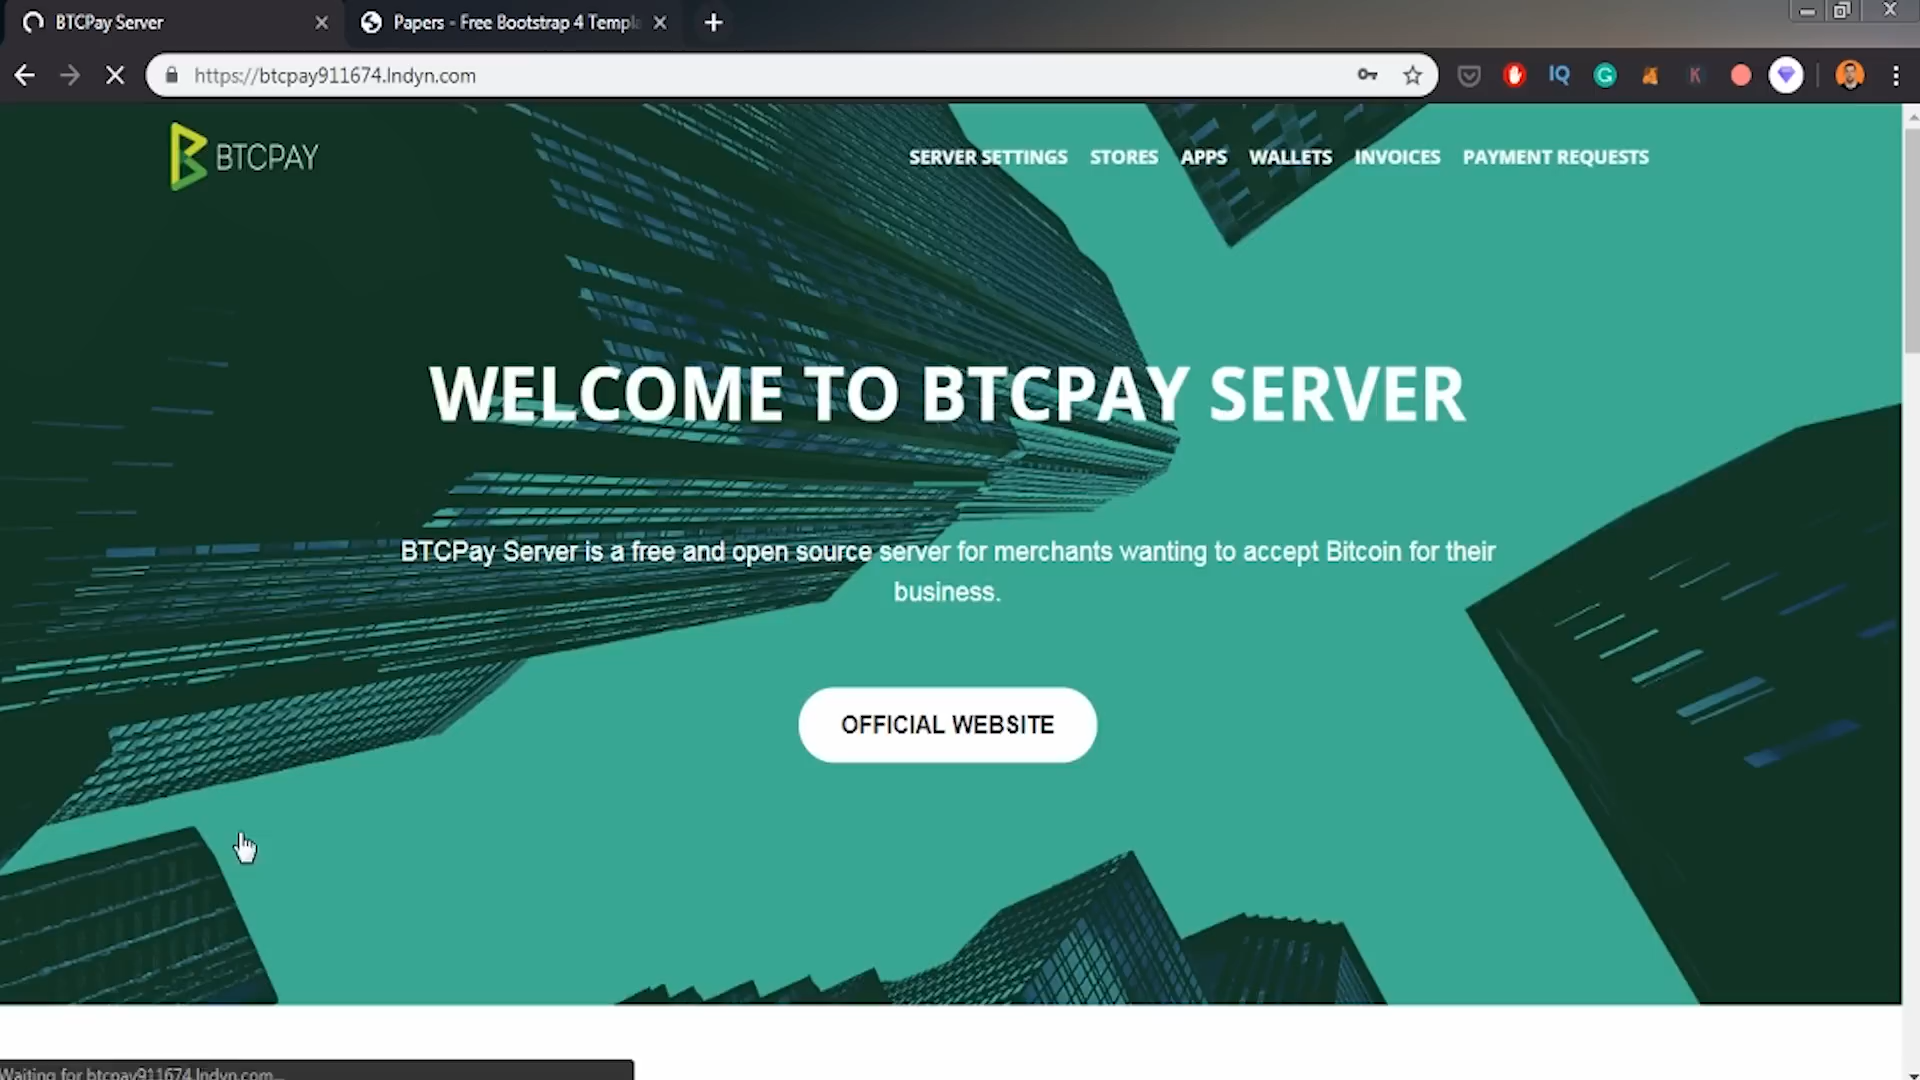 BTCPay Server
Papers - Free Bootstrap 4 Templa
https://btcpay911674.lndyn.com
IQ
K
BTCPAY
SERVER SETTINGS STORES APPS WALLETS INVOICES PAYMENT REQUESTS
WELCOME TO BTCPAY SERVER
BTCPay Server is a free and open source server for merchants wanting to accept Bitcoin for their
business.
OFFICIAL WEBSITE
Waiting for btcpay911674.lndyn.com...